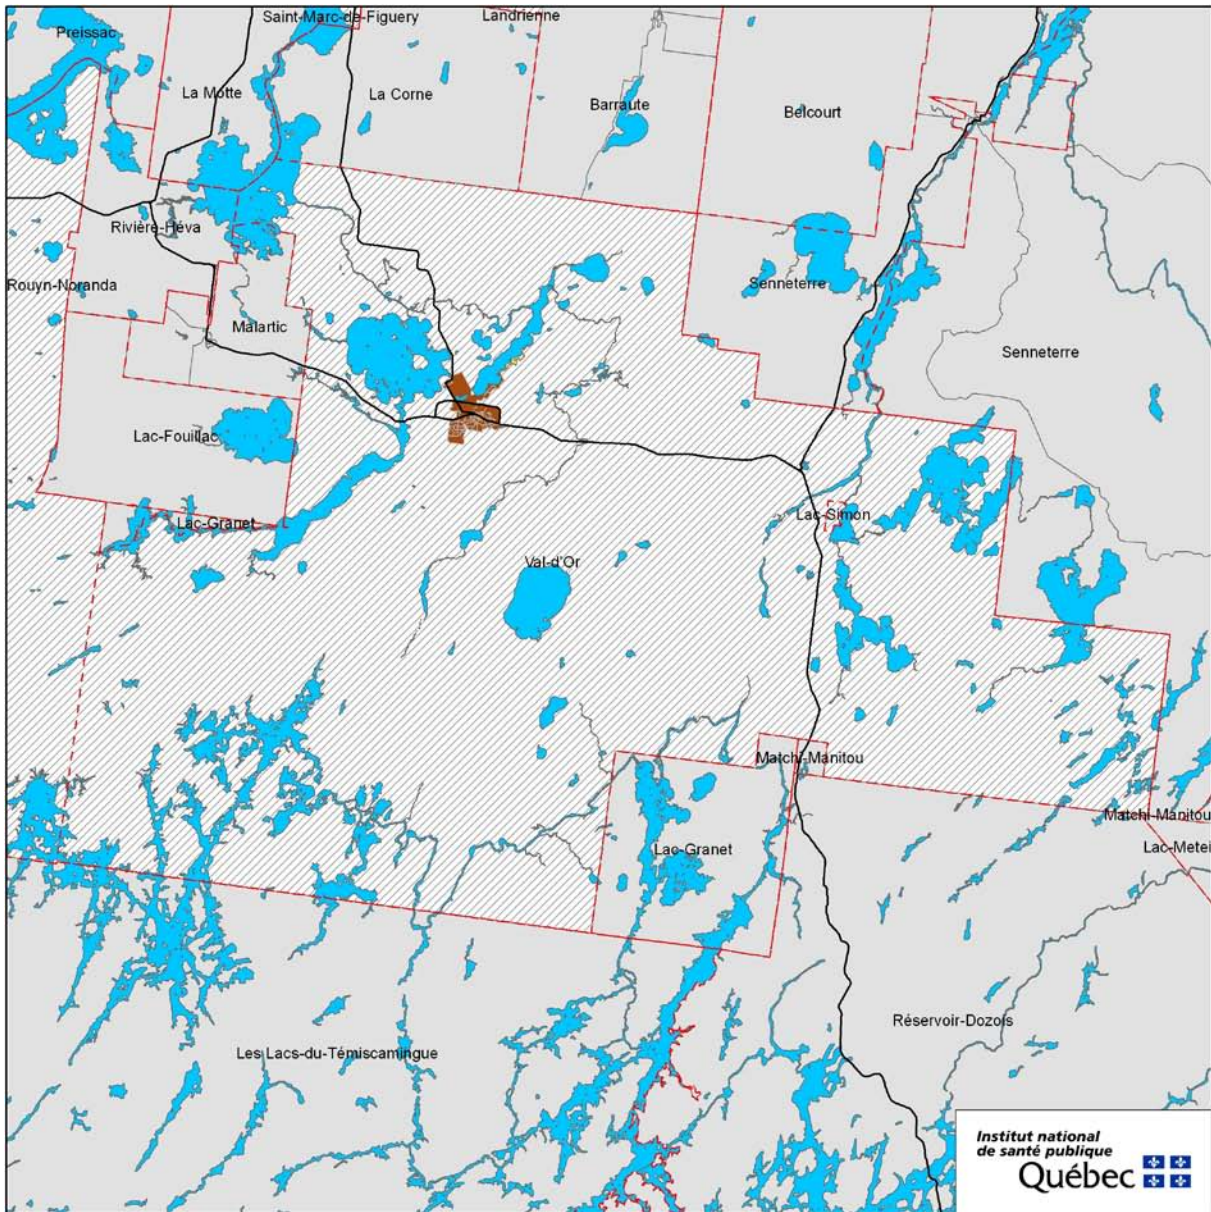 Saint-Marc-de-Figuery
Landrienne
Preissac
La Motte
La Corne
Barraute
Belcourt
Rivière-Héva
Rouyn-Noranda
Senneterre
Malartic
Senneterre
Lac-Fouillac
Lac-Granet
Lac-Simon
Val-d'Or
Matchi-Manitou
Matchi-Manitou
Lac-Granet
Lac-Metei
Réservoir-Dozois
Les Lacs-du-Témiscamingue
Institut national
de santé publique
Québec